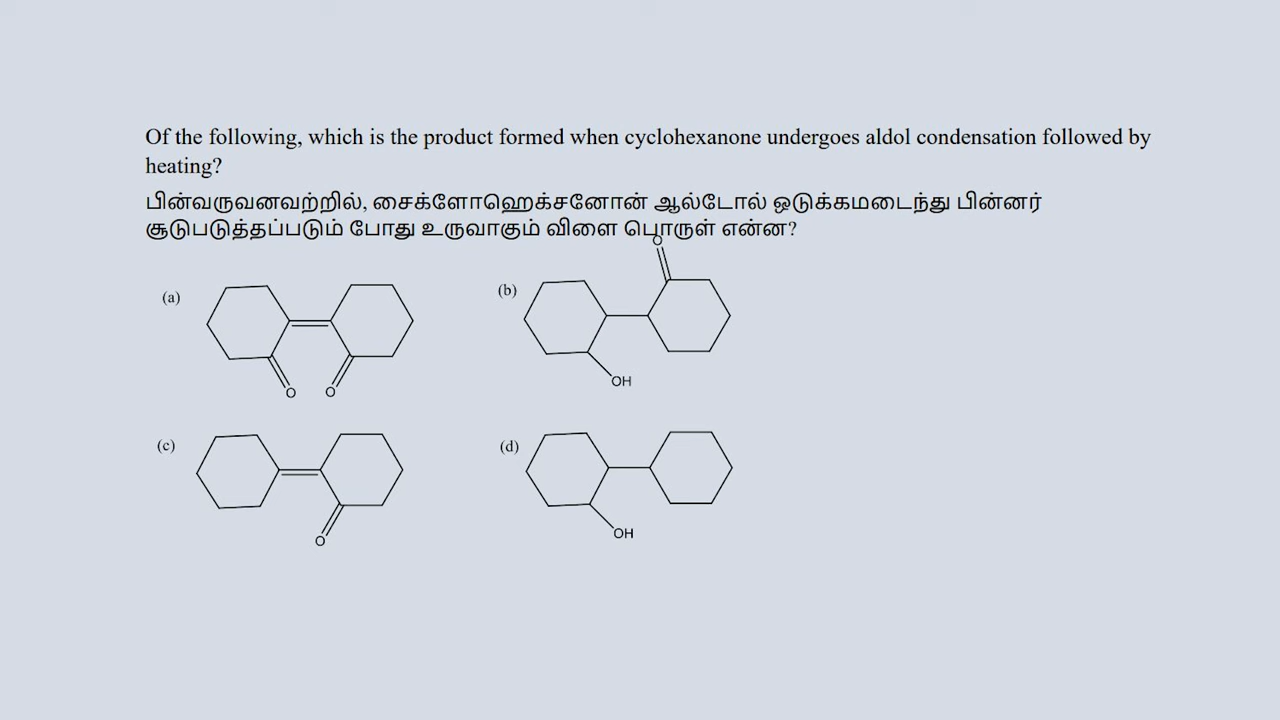 Of the following, which is the product formed when cyclohexanone undergoes aldol condensation followed by
heating?
பின்வருவனவற்றில், சைக்ளோஹெக்சனோன் ஆல்டோல் ஒடுக்கமடைந்து பின்னர்
சூடுபடுத்தப்படும் போது உருவாகும் விளை பொருள் என்ன?
(a)
O
O
(b)
O
OH
(c)
O
(d)
OH